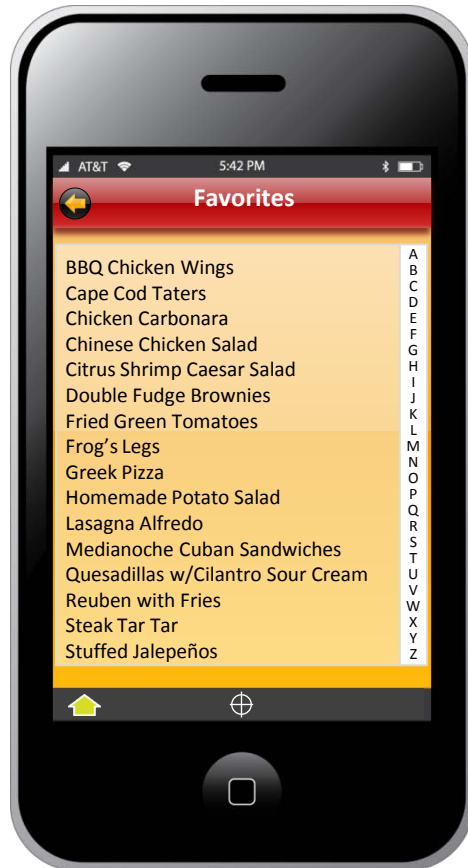 AT&T 5:42 PM
Favorites
BBQ Chicken Wings
Cape Cod Taters
Chicken Carbonara
Chinese Chicken Salad
Citrus Shrimp Caesar Salad
Double Fudge Brownies
Fried Green Tomatoes
Frog's Legs
Greek Pizza
Homemade Potato Salad
Lasagna Alfredo
Medianoche Cuban Sandwiches
Quesadillas w/Cilantro Sour Cream
Reuben with Fries
Steak Tar Tar
Stuffed Jalepeños
A
B
C
D
E
F
G
H
I
J
K
L
M
N
O
P
Q
R
S
T
U
V
W
X
Y
Z